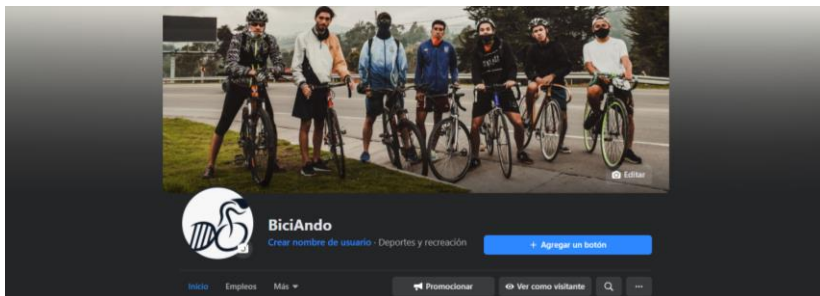 Editar
BiciAndo
Crear nombre de usuario · Deportes y recreación
+ Agregar un botón
Inicio Empleos Más Promocionar Ver como visitante ...